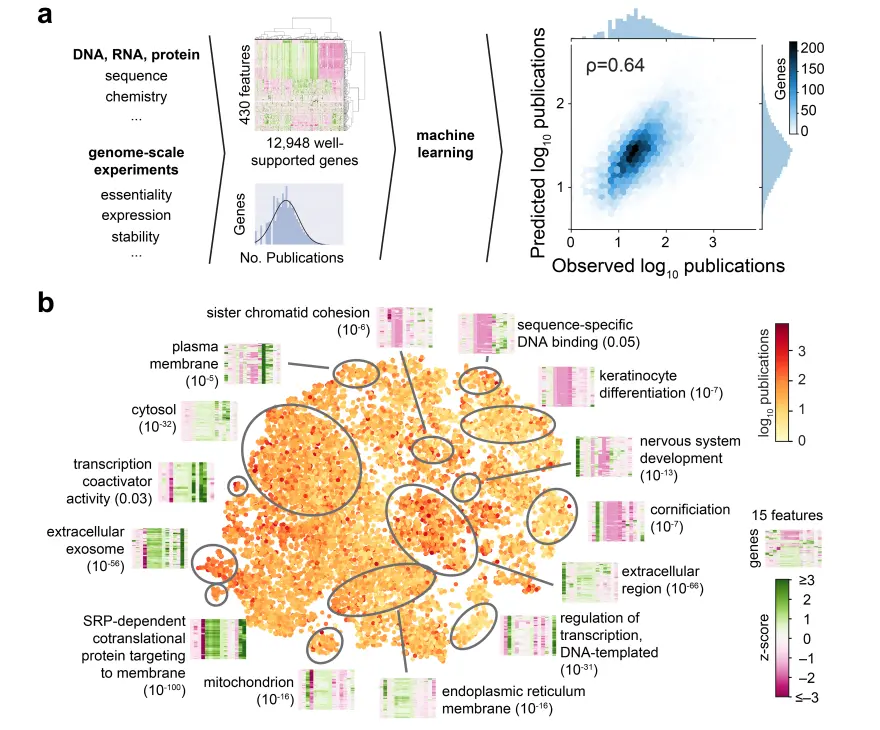 a
DNA, RNA, protein
sequence
chemistry
...
genome-scale
experiments
essentiality
expression
stability
...
430 features
12,948 well-
supported genes
Genes
No. Publications
machine
learning
Predicted log10 publications
2
1
ρ=0.64
0
1
2
3
Observed log10 publications
Genes
200
150
100
50
0
b
sister chromatid cohesion
(10-6)
plasma
membrane
(10-5)
cytosol
(10-32)
transcription
coactivator
activity (0.03)
extracellular
exosome
(10-56)
SRP-dependent
cotranslational
protein targeting
to membrane
(10-100)
mitochondrion
(10-16)
endoplasmic reticulum
membrane (10-16)
sequence-specific
DNA binding (0.05)
keratinocyte
differentiation (10-7)
nervous system
development
(10-13)
cornificiation
(10-7)
extracellular
region (10-66)
regulation of
transcription,
DNA-templated
(10-31)
log10 publications
3
2
1
0
15 features
genes
z-score
≥3
2
1
0
–1
–2
≤–3